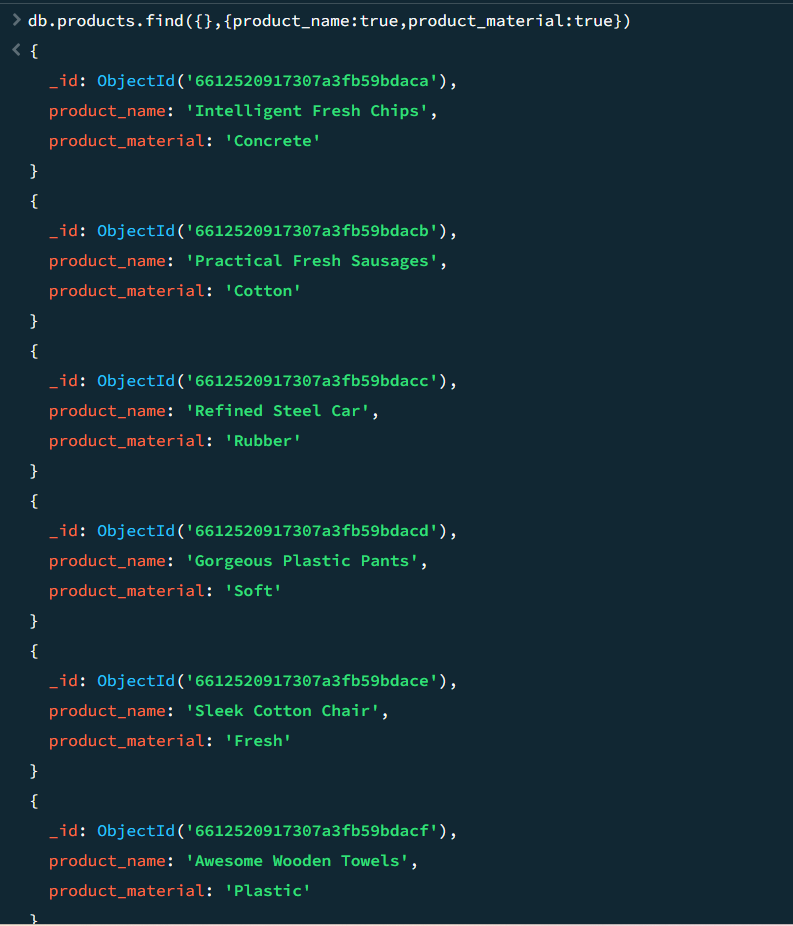 db.products.find({},{product_name:true,product_material:true})
{
_id: ObjectId('6612520917307a3fb59bdaca'),
product_name: 'Intelligent Fresh Chips',
product_material: 'Concrete'
}
{
_id: ObjectId('6612520917307a3fb59bdacb'),
product_name: 'Practical Fresh Sausages',
product_material: 'Cotton'
}
{
_id: ObjectId('6612520917307a3fb59bdacc'),
product_name: 'Refined Steel Car',
product_material: 'Rubber'
}
{
_id: ObjectId('6612520917307a3fb59bdacd'),
product_name: 'Gorgeous Plastic Pants',
product_material: 'Soft'
}
{
_id: ObjectId('6612520917307a3fb59bdace'),
product_name: 'Sleek Cotton Chair',
product_material: 'Fresh'
}
{
_id: ObjectId('6612520917307a3fb59bdacf'),
product_name: 'Awesome Wooden Towels',
product_material: 'Plastic'
}